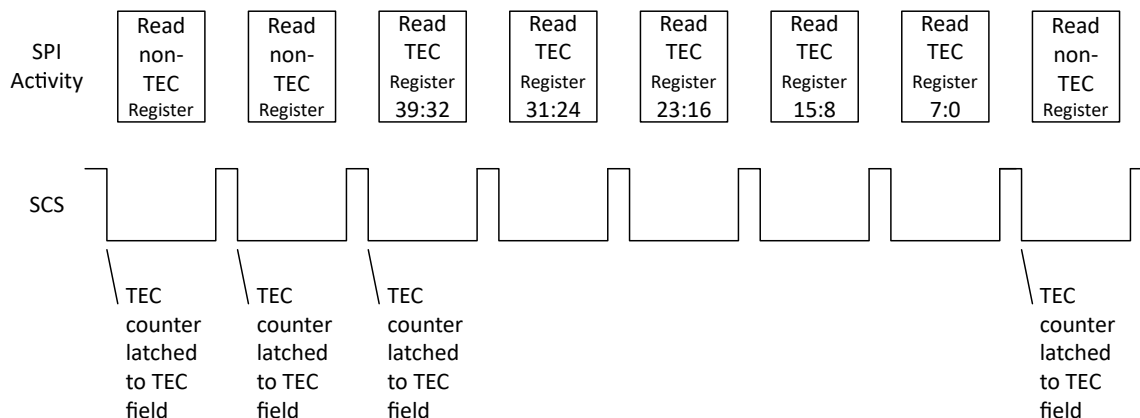 SPI
Activity
Read
non-
TEC
Register
Read
non-
TEC
Register
Read
TEC
Register
39:32
Read
TEC
Register
31:24
Read
TEC
Register
23:16
Read
TEC
Register
15:8
Read
TEC
Register
7:0
Read
non-
TEC
Register
SCS
TEC
counter
latched
to TEC
field
TEC
counter
latched
to TEC
field
TEC
counter
latched
to TEC
field
TEC
counter
latched
to TEC
field